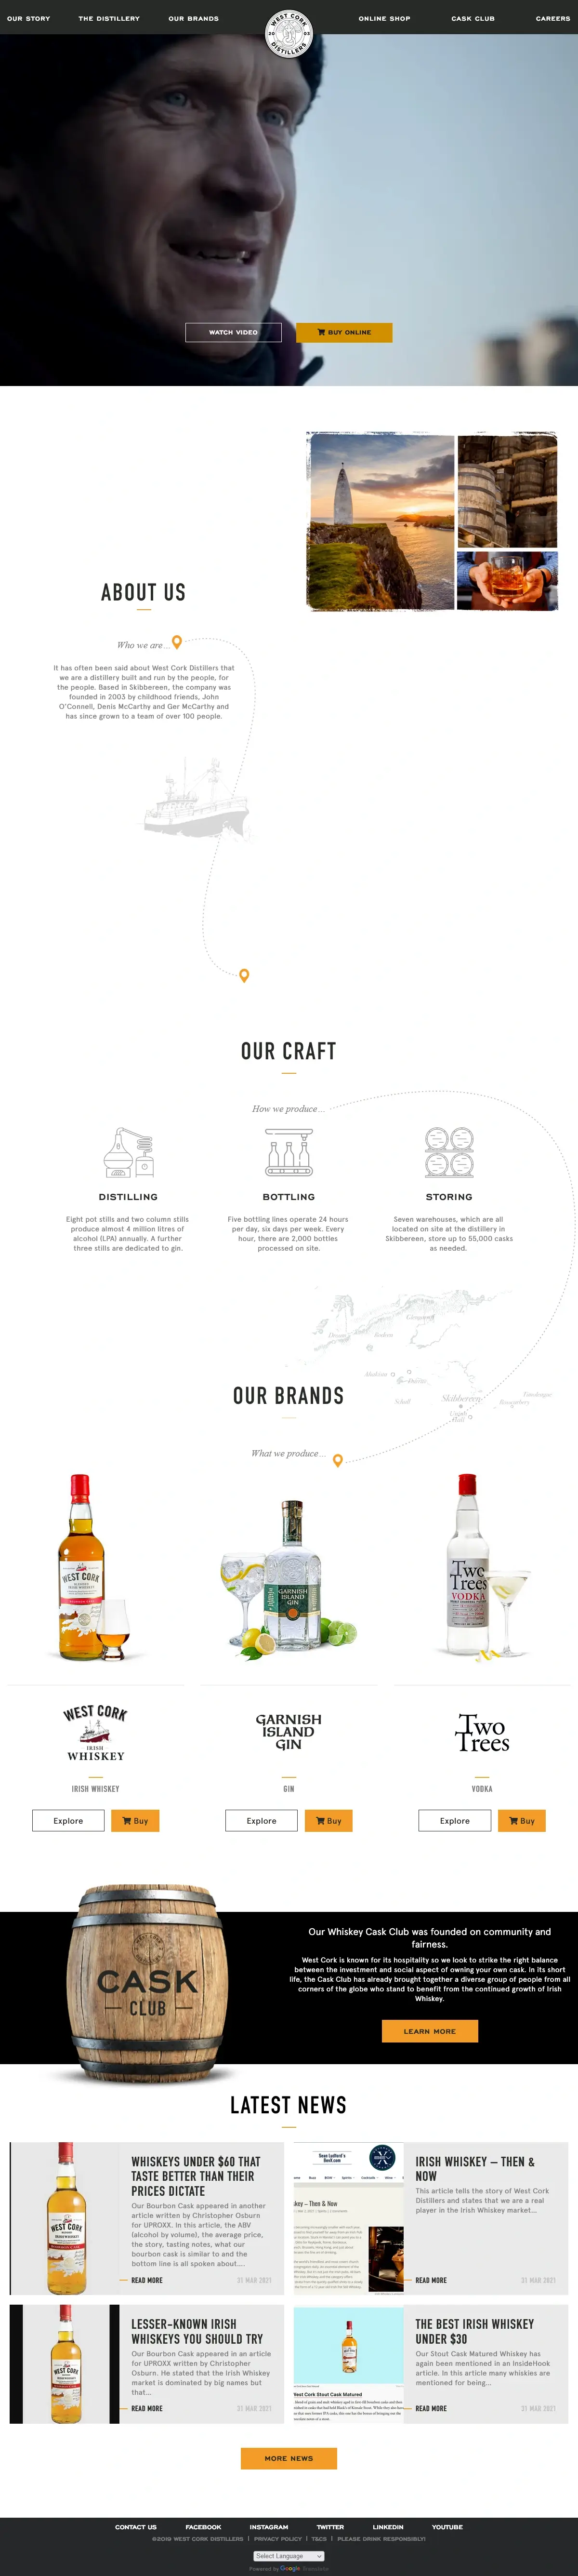 OUR STORY
THE DISTILLERY
OUR BRANDS
WEST CORK
20 03
DISTILLERS
ONLINE SHOP
CASK CLUB
CAREERS
WATCH VIDEO
BUY ONLINE
ABOUT US
Who we are...
It has often been said about West Cork Distillers that
we are a distillery built and run by the people, for
the people. Based in Skibbereen, the company was
founded in 2003 by childhood friends, John
O'Connell, Denis McCarthy and Ger McCarthy and
has since grown to a team of over 100 people.
OUR CRAFT
How we produce...
DISTILLING
Eight pot stills and two column stills
produce almost 4 million litres of
alcohol (LPA) annually. A further
three stills are dedicated to gin.
BOTTLING
Five bottling lines operate 24 hours
per day, six days per week. Every
hour, there are 2,000 bottles
processed on site.
STORING
Seven warehouses, which are all
located on site at the distillery in
Skibbereen, store up to 55,000 casks
as needed.
Skibbereen
OUR BRANDS
What we produce...
WEST CORK
GARNISH
ISLAND
GIN
Two
Trees
VODKA
WEST CORK
IRISH
WHISKEY
IRISH WHISKEY
Explore
Buy
GARNISH
ISLAND
GIN
GIN
Explore
Buy
Two
Trees
VODKA
Explore
Buy
CASK
CLUB
Our Whiskey Cask Club was founded on community and
fairness.
West Cork is known for its hospitality so we look to strike the right balance
between the investment and social aspect of owning your own cask. In its short
life, the Cask Club has already brought together a diverse group of people from all
corners of the globe who stand to benefit from the continued growth of Irish
Whiskey.
LEARN MORE
LATEST NEWS
WEST CORK
WHISKEYS UNDER $60 THAT
TASTE BETTER THAN THEIR
PRICES DICTATE
Our Bourbon Cask appeared in another
article written by Christopher Osburn
for UPROXX. In this article, the ABV
(alcohol by volume), the average price,
the story, tasting notes, what our
bourbon cask is similar to and the
bottom line is all spoken about....
READ MORE
31 MAR 2021
key – Then & Now
IRISH WHISKEY – THEN &
NOW
This article tells the story of West Cork
Distillers and states that we are a real
player in the Irish Whiskey market...
READ MORE
31 MAR 2021
WEST CORK
LESSER-KNOWN IRISH
WHISKEYS YOU SHOULD TRY
Our Bourbon Cask appeared in an article
for UPROXX written by Christopher
Osburn. He stated that the Irish Whiskey
market is dominated by big names but
that...
READ MORE
31 MAR 2021
West Cork Stout Cask Matured
THE BEST IRISH WHISKEY
UNDER $30
Our Stout Cask Matured Whiskey has
again been mentioned in an InsideHook
article. In this article many whiskies are
mentioned for being...
READ MORE
31 MAR 2021
MORE NEWS
CONTACT US
FACEBOOK
INSTAGRAM
TWITTER
LINKEDIN
YOUTUBE
©2019 WEST CORK DISTILLERS | PRIVACY POLICY | T&CS | PLEASE DRINK RESPONSIBLY!
Select Language
Powered by Google Translate